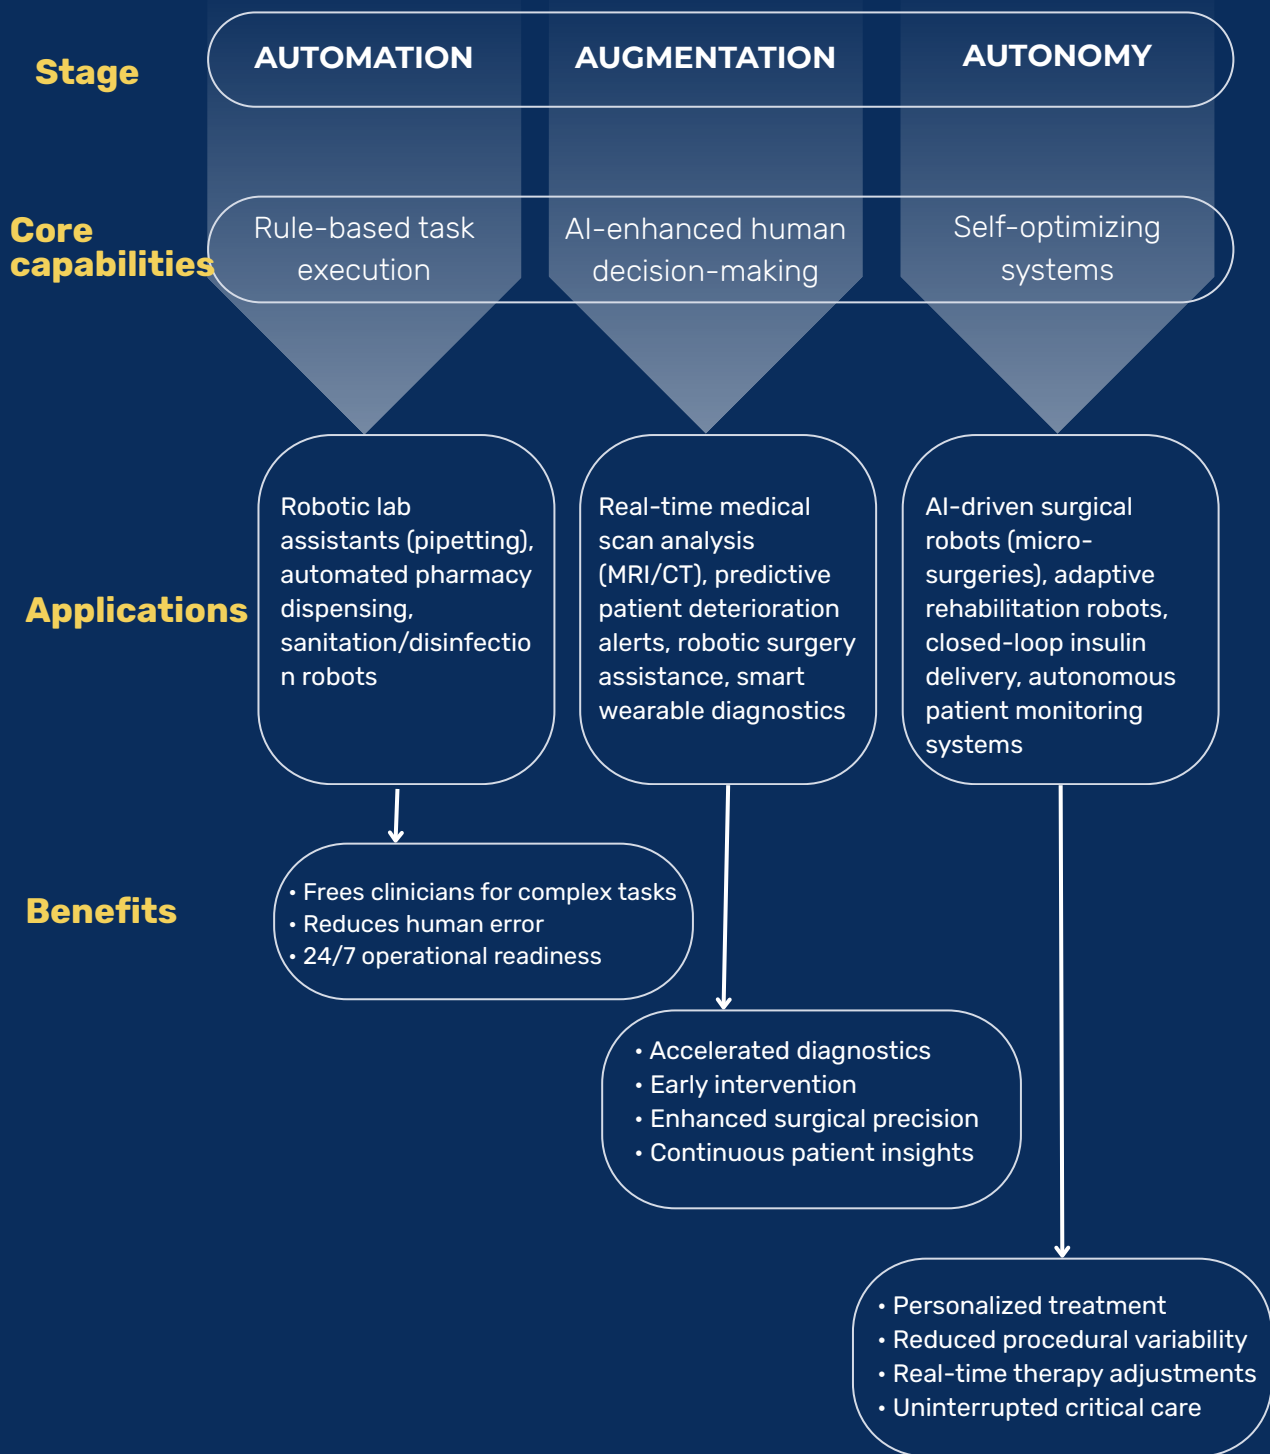 Stage
AUTOMATION
AUGMENTATION
AUTONOMY
Core
capabilities
Rule-based task
execution
AI-enhanced human
decision-making
Self-optimizing
systems
Applications
Robotic lab
assistants (pipetting),
automated pharmacy
dispensing,
sanitation/disinfectio
n robots
Real-time medical
scan analysis
(MRI/CT), predictive
patient deterioration
alerts, robotic surgery
assistance, smart
wearable diagnostics
AI-driven surgical
robots (micro-
surgeries), adaptive
rehabilitation robots,
closed-loop insulin
delivery, autonomous
patient monitoring
systems
Benefits
• Frees clinicians for complex tasks
• Reduces human error
• 24/7 operational readiness
• Accelerated diagnostics
• Early intervention
• Enhanced surgical precision
• Continuous patient insights
• Personalized treatment
• Reduced procedural variability
• Real-time therapy adjustments
• Uninterrupted critical care